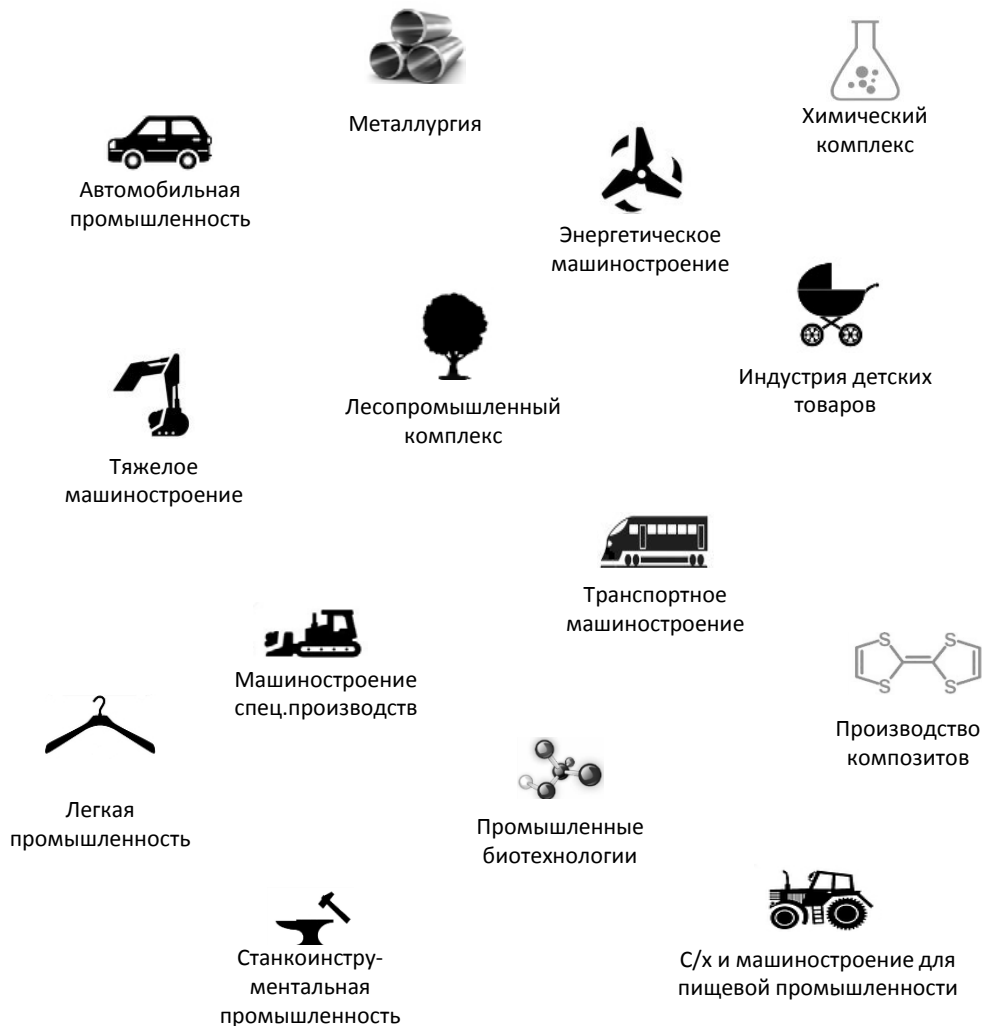 Металлургия
Химический
комплекс
Автомобильная
промышленность
Энергетическое
машиностроение
Индустрия детских
товаров
Лесопромышленный
комплекс
Тяжелое
машиностроение
Транспортное
машиностроение
Машиностроение
спец.производств
S S
S S
Производство
композитов
Легкая
промышленность
Промышленные
биотехнологии
Станкоинстру-
ментальная
промышленность
С/х и машиностроение для
пищевой промышленности